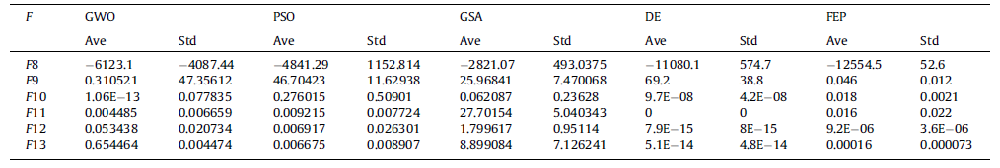 F GWO PSO GSA DE FEP
Ave Std Ave Std Ave Std Ave Std Ave Std
F8 −6123.1 −4087.44 −4841.29 1152.814 −2821.07 493.0375 −11080.1 574.7 −12554.5 52.6
F9 0.310521 47.35612 46.70423 11.62938 25.96841 7.470068 69.2 38.8 0.046 0.012
F10 1.06E−13 0.077835 0.276015 0.50901 0.062087 0.23628 9.7E−08 4.2E−08 0.018 0.0021
F11 0.004485 0.006659 0.009215 0.007724 27.70154 5.040343 0 0 0.016 0.022
F12 0.053438 0.020734 0.006917 0.026301 1.799617 0.95114 7.9E−15 8E−15 9.2E−06 3.6E−06
F13 0.654464 0.004474 0.006675 0.008907 8.899084 7.126241 5.1E−14 4.8E−14 0.00016 0.000073